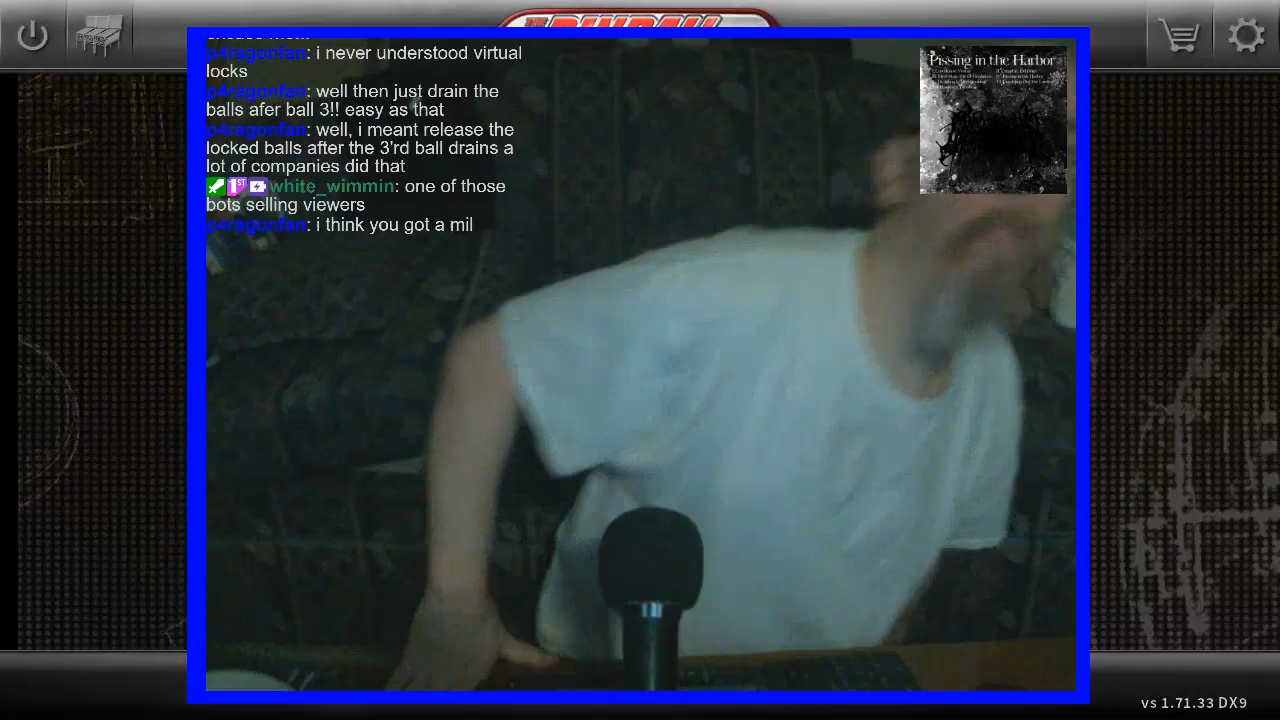 THE PINBALL
p4ragonfan: i never understood virtual
locks
p4ragonfan: well then just drain the
balls afer ball 3!! easy as that
p4ragonfan: well, i meant release the
locked balls after the 3'rd ball drains a
lot of companies did that
1ST white_wimmin: one of those
bots selling viewers
p4ragonfan: i think you got a mil
Pissing in the Harbor
vs 1.71.33 DX9